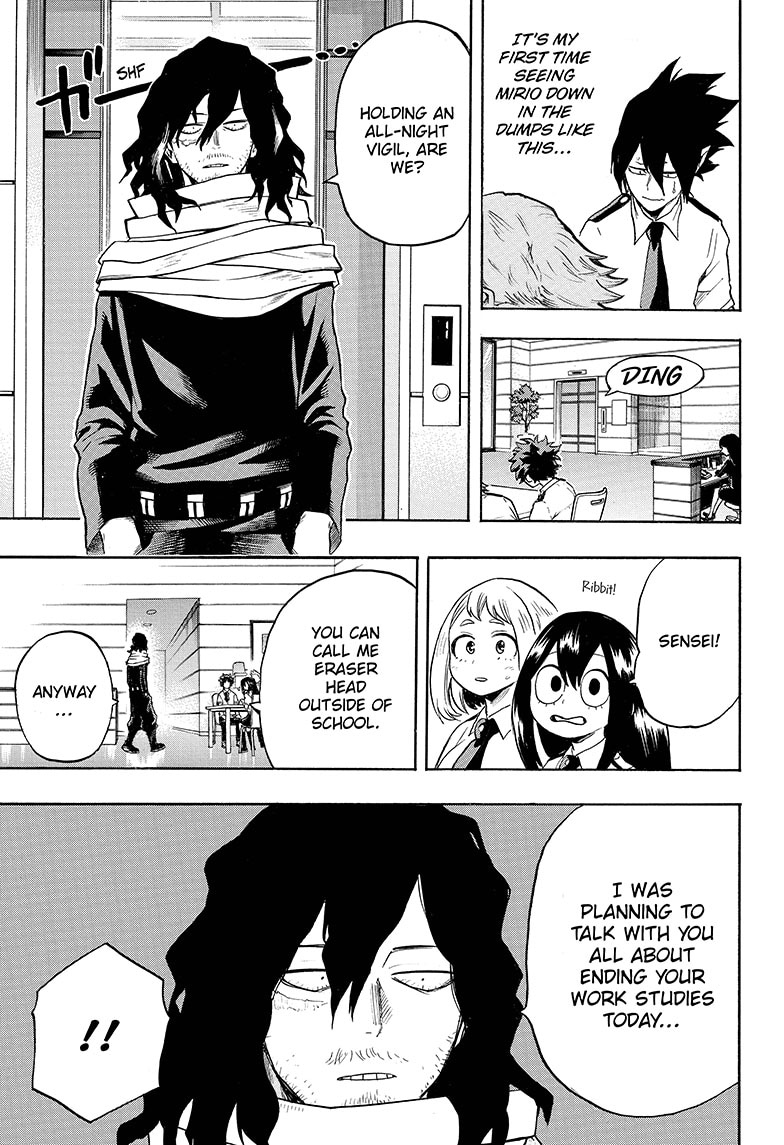 IT'S MY
FIRST TIME
SEEING
MIRIO DOWN
IN THE
DUMPS LIKE
THIS...
DING
ガッ
SHF
HOLDING AN
ALL-NIGHT
VIGIL, ARE
WE?
SENSEI!
Ribbit!
YOU CAN
CALL ME
ERASER
HEAD
OUTSIDE OF
SCHOOL.
ANYWAY
...
I WAS
PLANNING TO
TALK WITH YOU
ALL ABOUT
ENDING YOUR
WORK STUDIES
TODAY...
!!